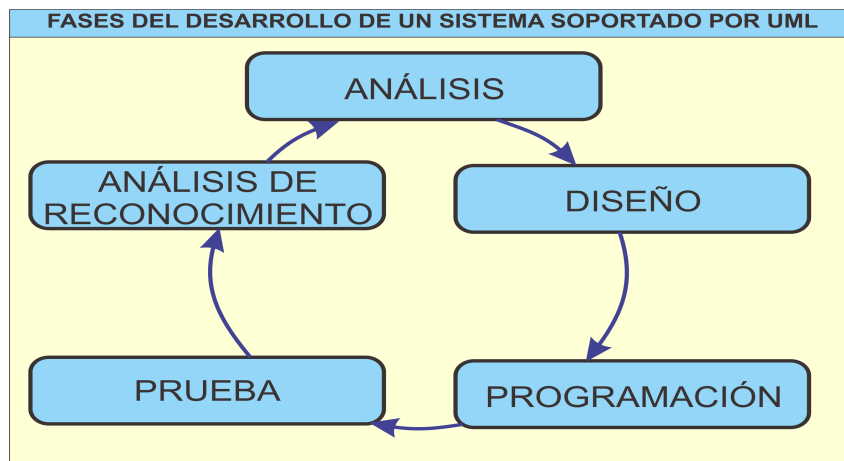 FASES DEL DESARROLLO DE UN SISTEMA SOPORTADO POR UML
ANÁLISIS
ANÁLISIS DE
RECONOCIMIENTO
DISEÑO
PRUEBA
PROGRAMACIÓN